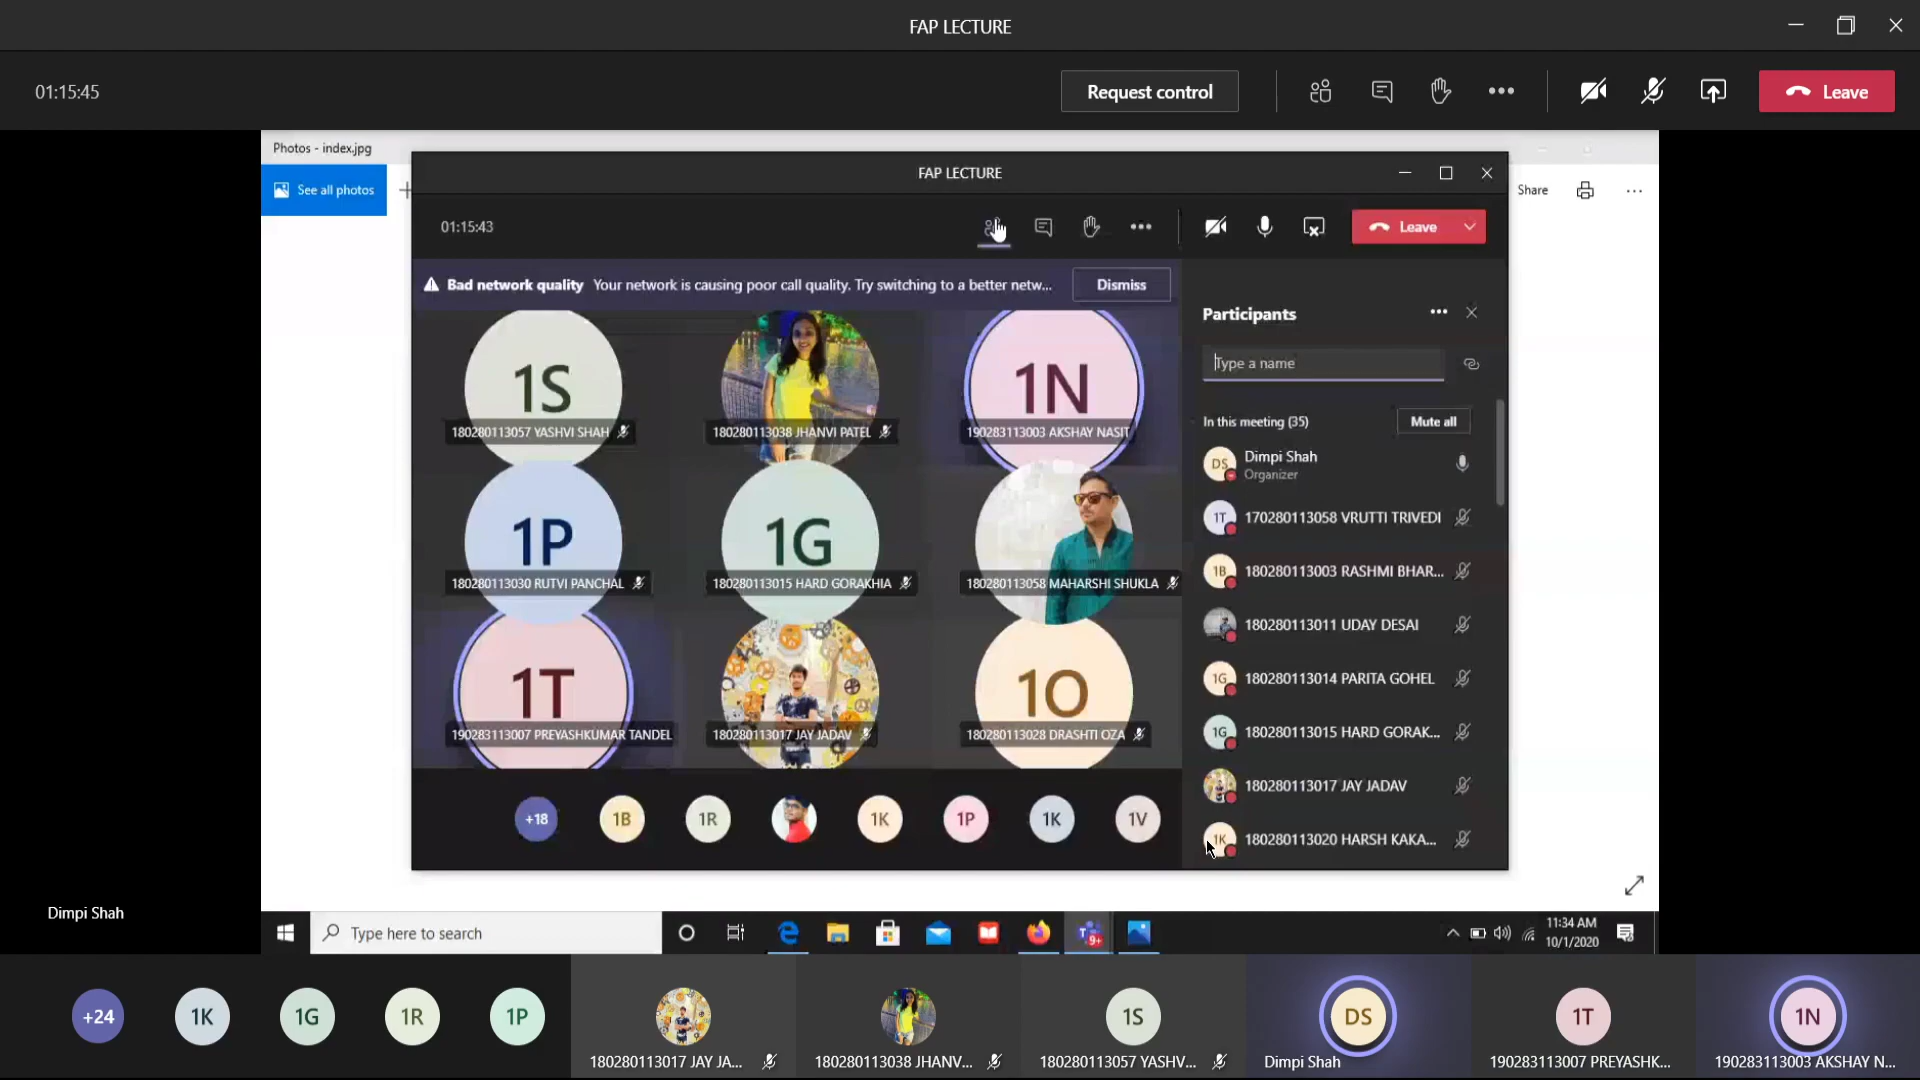 FAP LECTURE
01:15:45
Request control
Leave
Photos - index.jpg
See all photos
Share
FAP LECTURE
01:15:43
Leave
Bad network quality Your network is causing poor call quality. Try switching to a better netw...
Dismiss
1S
180280113057 YASHVI SHAH
180280113038 JHANVI PATEL
1N
190283113003 AKSHAY NASIT
1P
180280113030 RUTVI PANCHAL
1G
180280113015 HARD GORAKHIA
180280113058 MAHARSHI SHUKLA
1T
190283113007 PREYASHKUMAR TANDEL
180280113017 JAY JADAV
1O
180280113028 DRASHTI OZA
+18
1B
1R
1K
1P
1K
1V
Participants
Type a name
In this meeting (35)
Mute all
DS
Dimpi Shah
Organizer
1T
170280113058 VRUTTI TRIVEDI
1B
180280113003 RASHMI BHAR...
180280113011 UDAY DESAI
1G
180280113014 PARITA GOHEL
1G
180280113015 HARD GORAK...
180280113017 JAY JADAV
1K
180280113020 HARSH KAKA...
Dimpi Shah
Type here to search
9+
11:34 AM
10/1/2020
+24
1K
1G
1R
1P
180280113017 JAY JA...
180280113038 JHANV...
1S
180280113057 YASHV...
DS
Dimpi Shah
1T
190283113007 PREYASHK...
1N
190283113003 AKSHAY N...